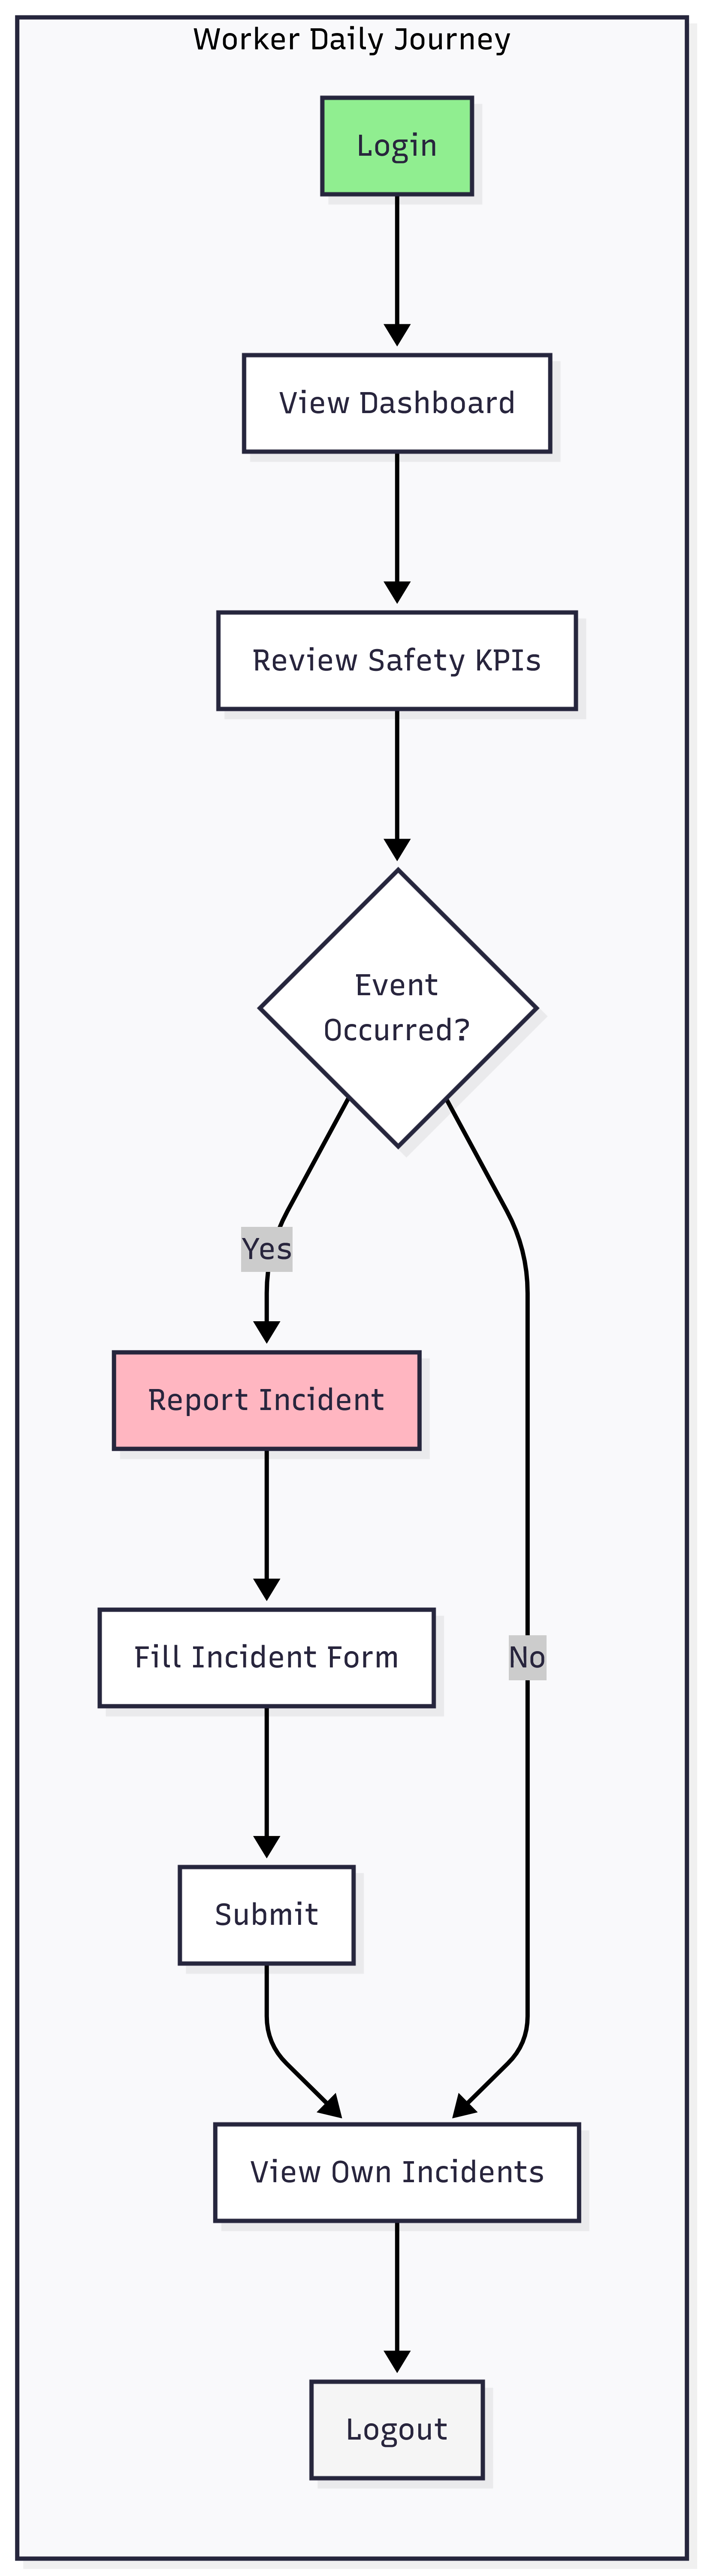 Worker Daily Journey
Login
View Dashboard
Review Safety KPIs
Event
Occurred?
Yes
Report Incident
Fill Incident Form
No
Submit
View Own Incidents
Logout